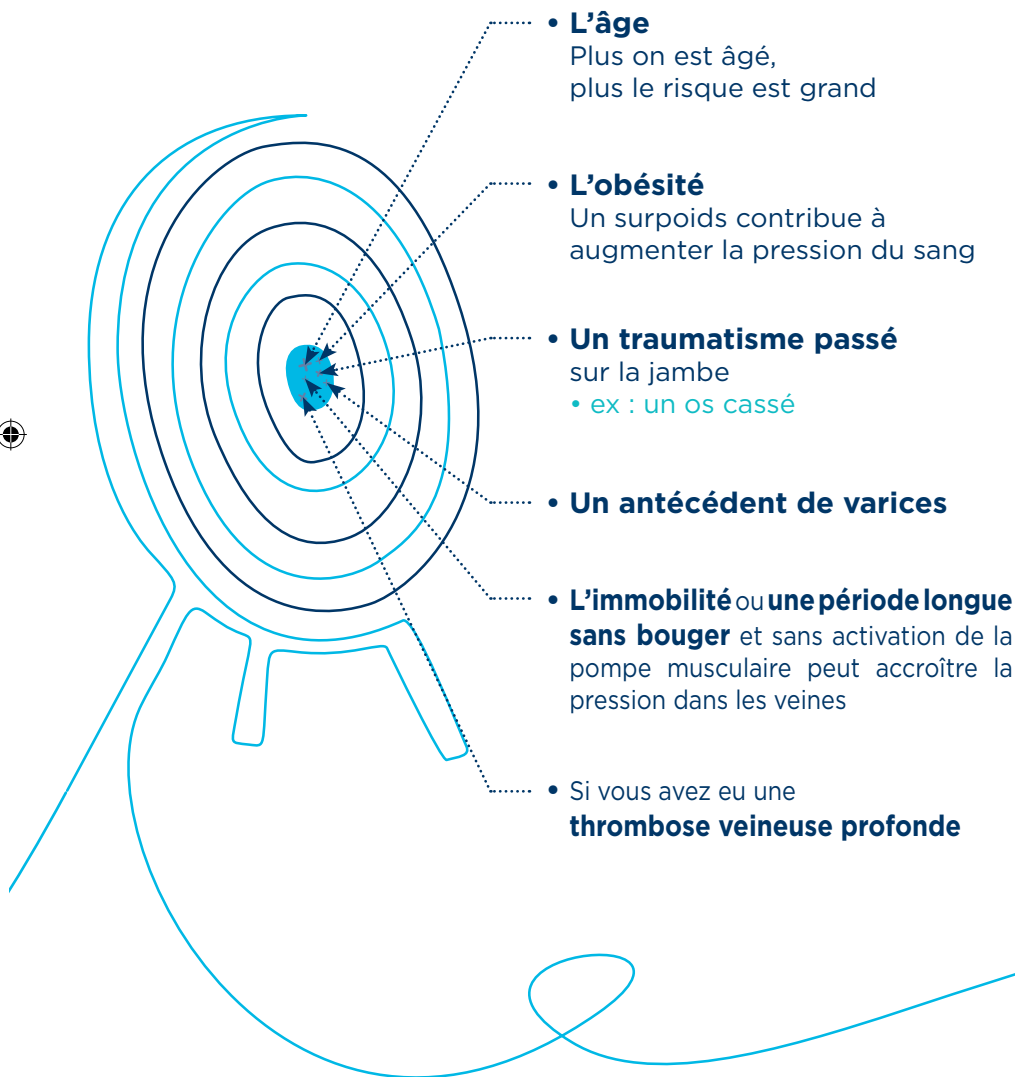 • L’âge
Plus on est âgé,
plus le risque est grand
• L’obésité
Un surpoids contribue à
augmenter la pression du sang
• Un traumatisme passé
sur la jambe
• ex : un os cassé
• Un antécédent de varices
• L’immobilité ou une période longue
sans bouger et sans activation de la
pompe musculaire peut accroître la
pression dans les veines
• Si vous avez eu une
thrombose veineuse profonde